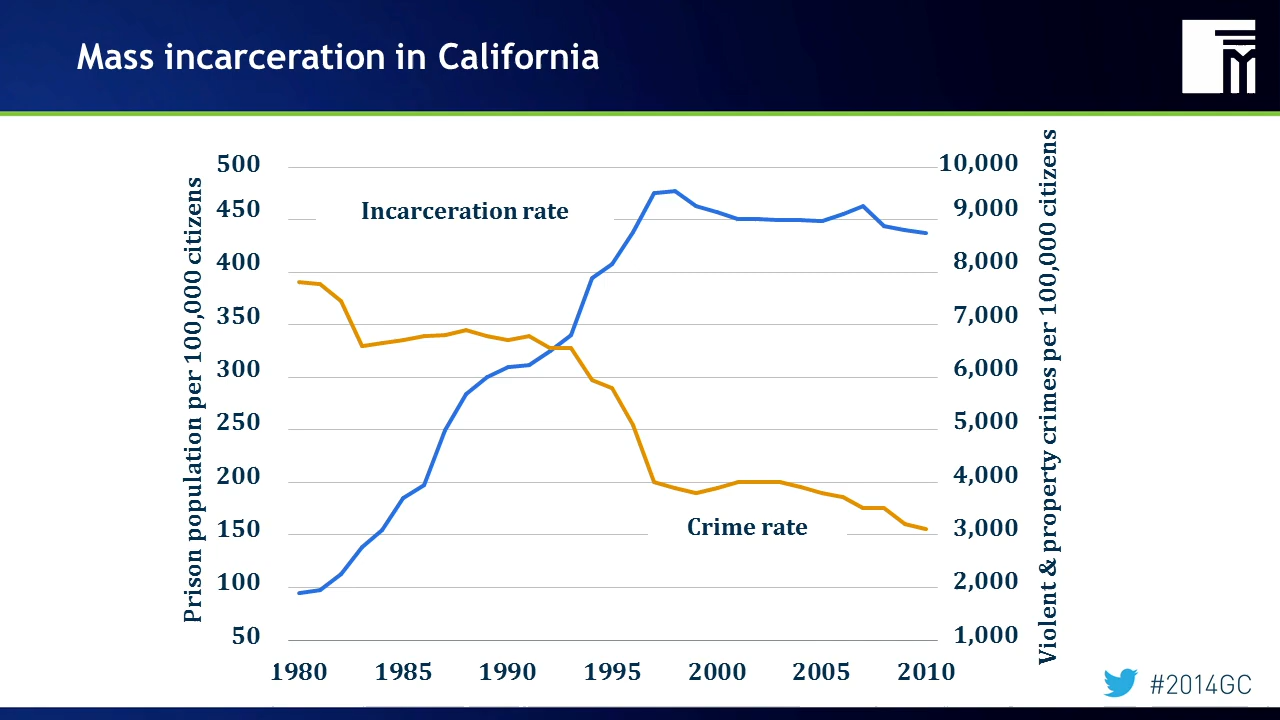 Mass incarceration in California
Prison population per 100,000 citizens
500
450
400
350
300
250
200
150
100
50
Incarceration rate
Crime rate
10,000
9,000
8,000
7,000
6,000
5,000
4,000
3,000
2,000
1,000
Violent & property crimes per 100,000 citizens
1980 1985 1990 1995 2000 2005 2010
#2014GC